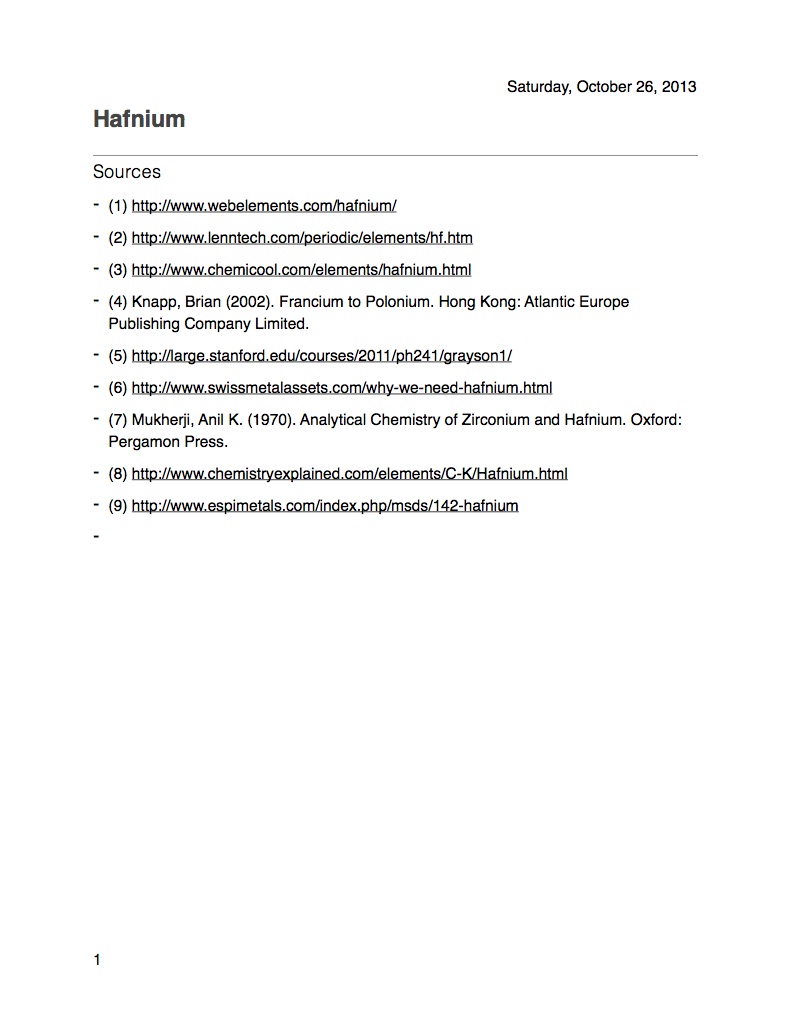 Saturday, October 26, 2013
Hafnium
Sources
- (1) http://www.webelements.com/hafnium/
- (2) http://www.lenntech.com/periodic/elements/hf.htm
- (3) http://www.chemicool.com/elements/hafnium.html
- (4) Knapp, Brian (2002). Francium to Polonium. Hong Kong: Atlantic Europe
Publishing Company Limited.
- (5) http://large.stanford.edu/courses/2011/ph241/grayson1/
- (6) http://www.swissmetalassets.com/why-we-need-hafnium.html
- (7) Mukherji, Anil K. (1970). Analytical Chemistry of Zirconium and Hafnium. Oxford:
Pergamon Press.
- (8) http://www.chemistryexplained.com/elements/C-K/Hafnium.html
- (9) http://www.espimetals.com/index.php/msds/142-hafnium
-
1